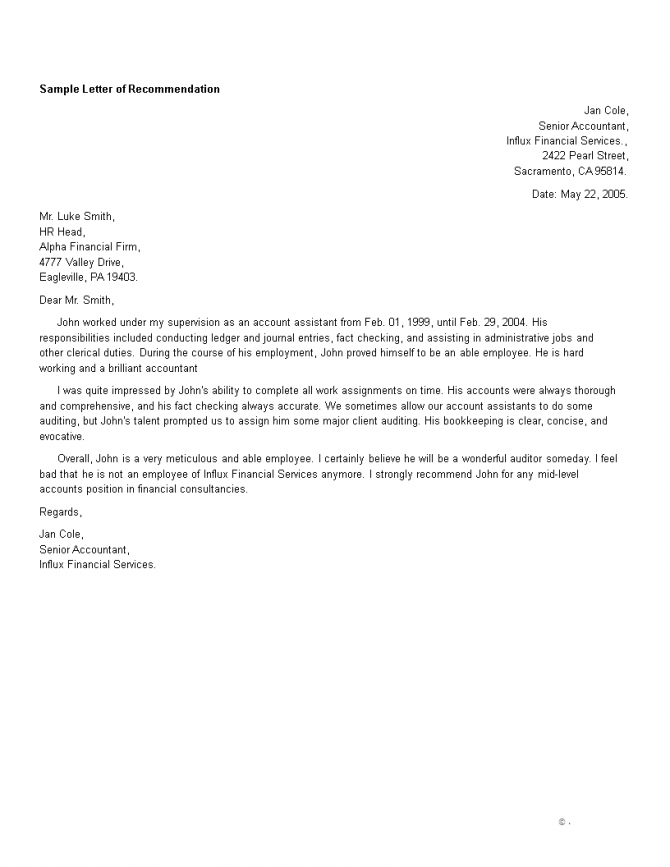 Sample Letter of Recommendation
Jan Cole,
Senior Accountant,
Influx Financial Services.,
2422 Pearl Street,
Sacramento, CA 95814.
Date: May 22, 2005.
Mr. Luke Smith,
HR Head,
Alpha Financial Firm,
4777 Valley Drive,
Eagleville, PA 19403.
Dear Mr. Smith,
John worked under my supervision as an account assistant from Feb. 01, 1999, until Feb. 29, 2004. His
responsibilities included conducting ledger and journal entries, fact checking, and assisting in administrative jobs and
other clerical duties. During the course of his employment, John proved himself to be an able employee. He is hard
working and a brilliant accountant
I was quite impressed by John's ability to complete all work assignments on time. His accounts were always thorough
and comprehensive, and his fact checking always accurate. We sometimes allow our account assistants to do some
auditing, but John's talent prompted us to assign him some major client auditing. His bookkeeping is clear, concise, and
evocative.
Overall, John is a very meticulous and able employee. I certainly believe he will be a wonderful auditor someday. I feel
bad that he is not an employee of Influx Financial Services anymore. I strongly recommend John for any mid-level
accounts position in financial consultancies.
Regards,
Jan Cole,
Senior Accountant,
Influx Financial Services.
© .